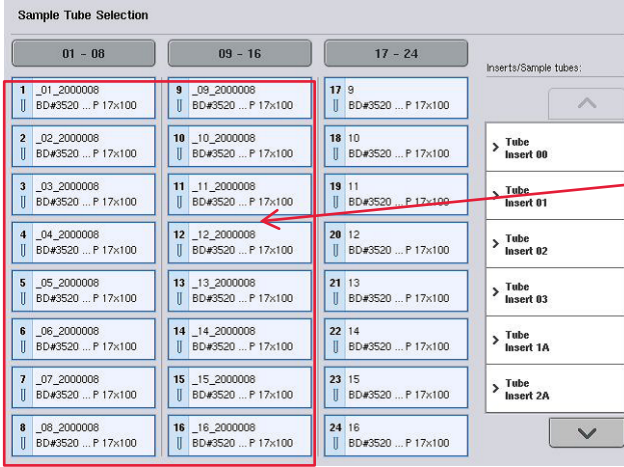 Sample Tube Selection
01 - 08
09 - 16
17 - 24
Inserts/Sample tubes:
1 _01_2000008
BD#3520 ... P 17x100
9 _09_2000008
BD#3520 ... P 17x100
17 9
BD#3520 ... P 17x100
2 _02_2000008
BD#3520 ... P 17x100
10 _10_2000008
BD#3520 ... P 17x100
18 10
BD#3520 ... P 17x100
3 _03_2000008
BD#3520 ... P 17x100
11 _11_2000008
BD#3520 ... P 17x100
19 11
BD#3520 ... P 17x100
4 _04_2000008
BD#3520 ... P 17x100
12 _12_2000008
BD#3520 ... P 17x100
20 12
BD#3520 ... P 17x100
5 _05_2000008
BD#3520 ... P 17x100
13 _13_2000008
BD#3520 ... P 17x100
21 13
BD#3520 ... P 17x100
6 _06_2000008
BD#3520 ... P 17x100
14 _14_2000008
BD#3520 ... P 17x100
22 14
BD#3520 ... P 17x100
7 _07_2000008
BD#3520 ... P 17x100
15 _15_2000008
BD#3520 ... P 17x100
23 15
BD#3520 ... P 17x100
8 _08_2000008
BD#3520 ... P 17x100
16 _16_2000008
BD#3520 ... P 17x100
24 16
BD#3520 ... P 17x100
Tube
Insert 00
Tube
Insert 01
Tube
Insert 02
Tube
Insert 03
Tube
Insert 1A
Tube
Insert 2A